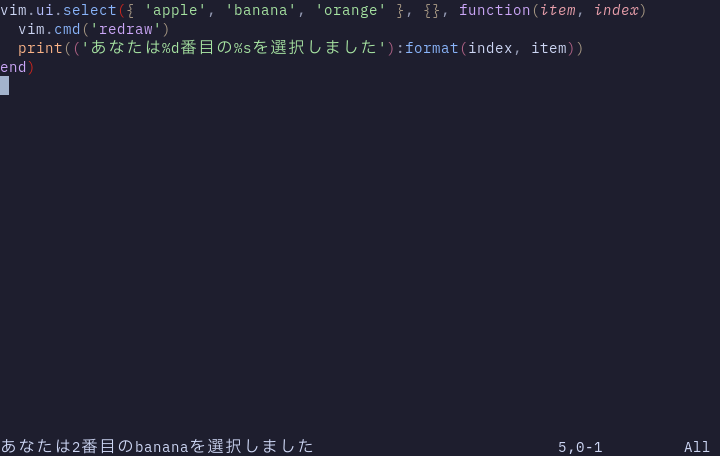 vim.ui.select({ 'apple', 'banana', 'orange' }, {}, function(item, index)
  vim.cmd('redraw')
  print(('あなたは%d番目の%sを選択しました'):format(index, item))
end)
あなたは2番目のbananaを選択しました 5,0-1 All